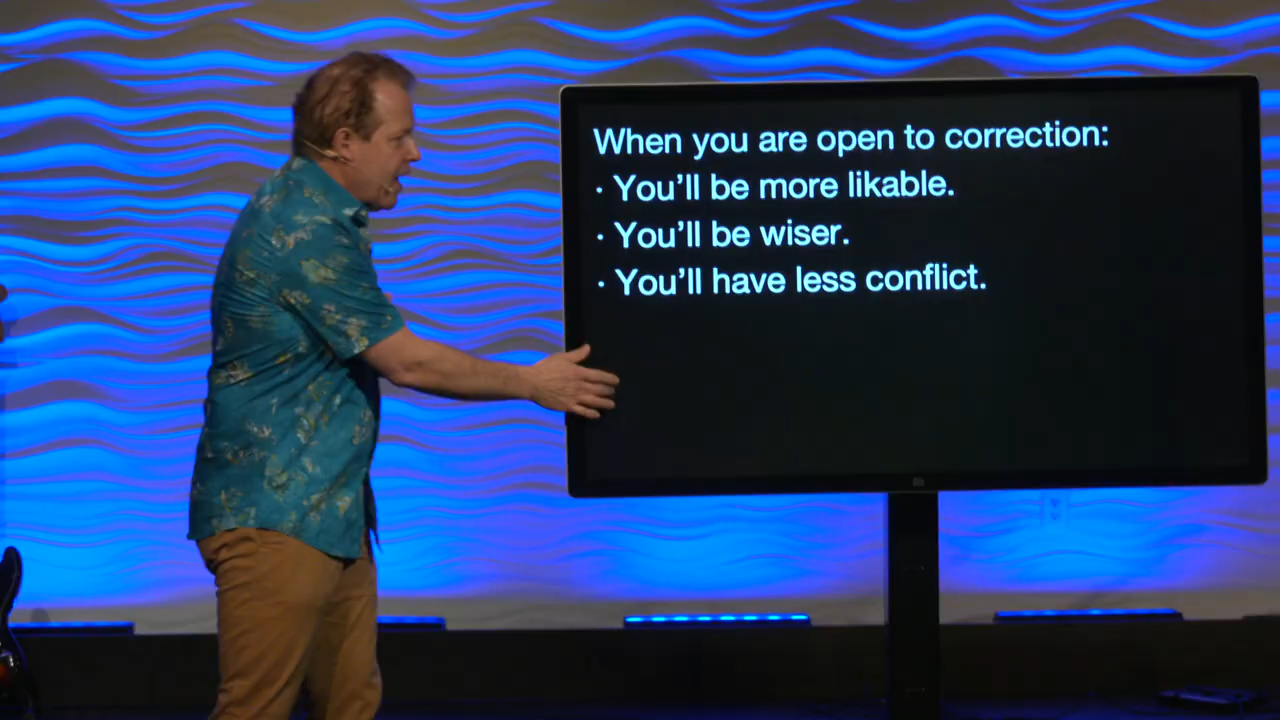 When you are open to correction:
· You’ll be more likable.
· You’ll be wiser.
· You’ll have less conflict.